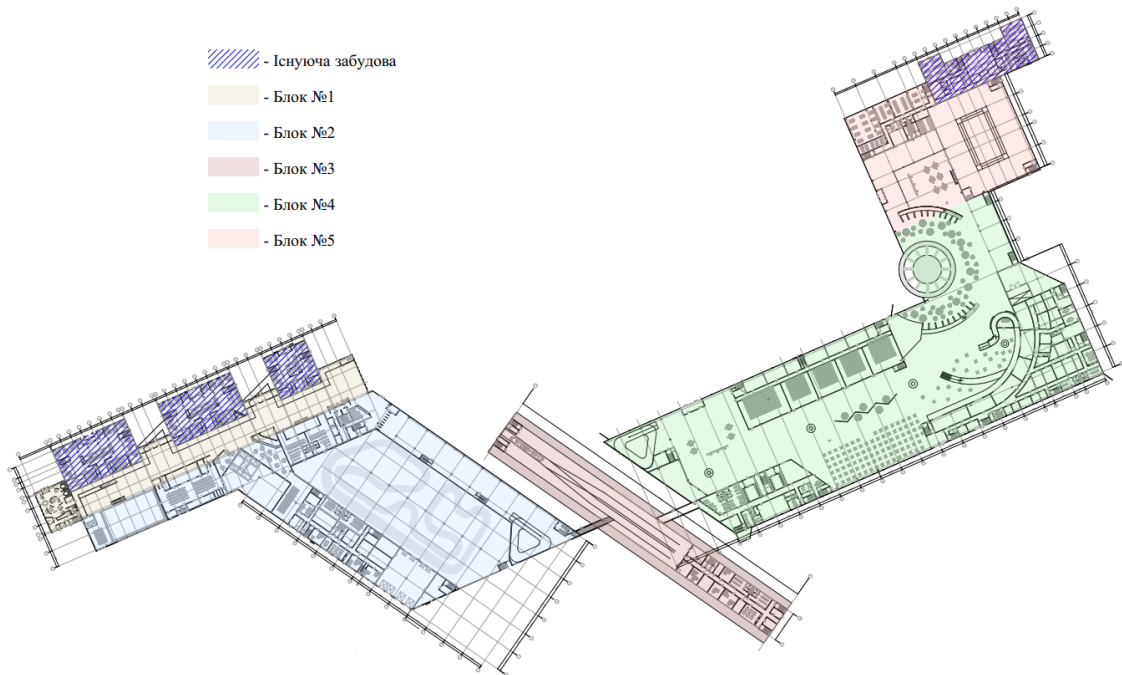 - Існуюча забудова
- Блок №1
- Блок №2
- Блок №3
- Блок №4
- Блок №5